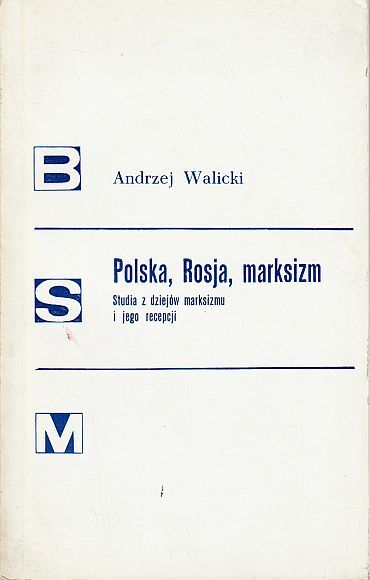 B
Andrzej Walicki
S
Polska, Rosja, marksizm
Studia z dziejów marksizmu
i jego recepcji
M